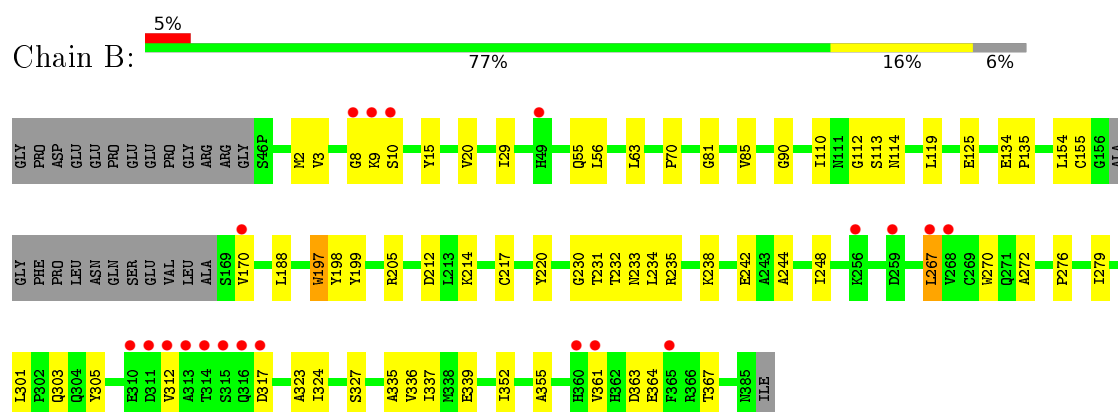 5%
Chain B:
77% 16% 6%
GLY PRO ASP GLU GLU PRO GLU GLU PRO GLY ARG ARG GLY S46P M2 V3 G8 K9 S10 Y15 V20 I29 H49 Q55 L56 L63 P70 G81 V85 G90 I110 N111 G112 S113 N114 L119 E125 E134 P135 L154 C155 G156 ALA
GLY PHE PRO LEU ASN GLN SER GLU VAL LEU ALA S169 V170 L188 W197 Y198 Y199 R205 D212 L213 K214 C217 Y220 G230 T231 T232 N233 L234 R235 K238 E242 A243 A244 I248 K256 D259 L267 V268 C269 W270 Q271 A272 P276 I279
L301 P302 Q303 Q304 Y305 E310 D311 V312 A313 T314 S315 Q316 D317 A323 I324 S327 A335 V336 I337 M338 E339 I352 A355 H360 V361 H362 D363 E364 F365 R366 T367 N385 ILE